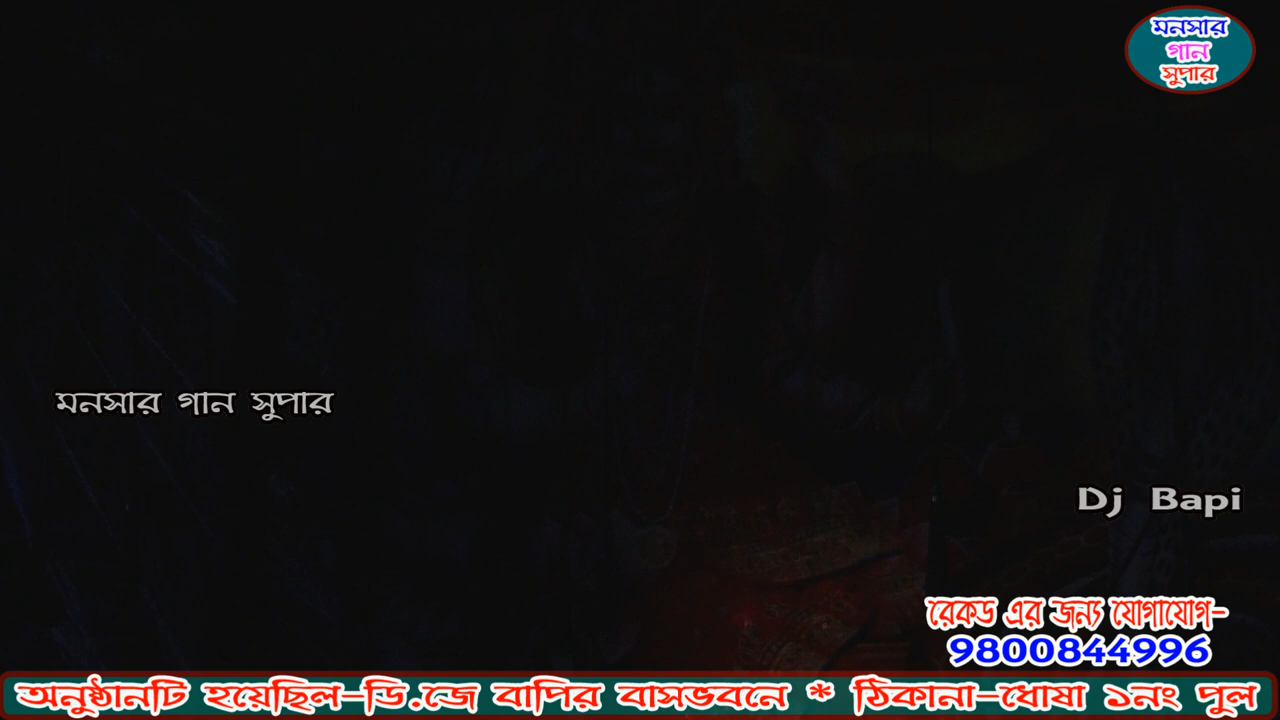 মনসার
গান
সুপার
মনসার গান সুপার
Dj Bapi
রেকড এর জন্য যোগাযোগ-
9800844996
অনুষ্ঠানটি হয়েছিল-ডি.জে বাপির বাসভবনে * ঠিকানা-ধোষা ১নং পুল